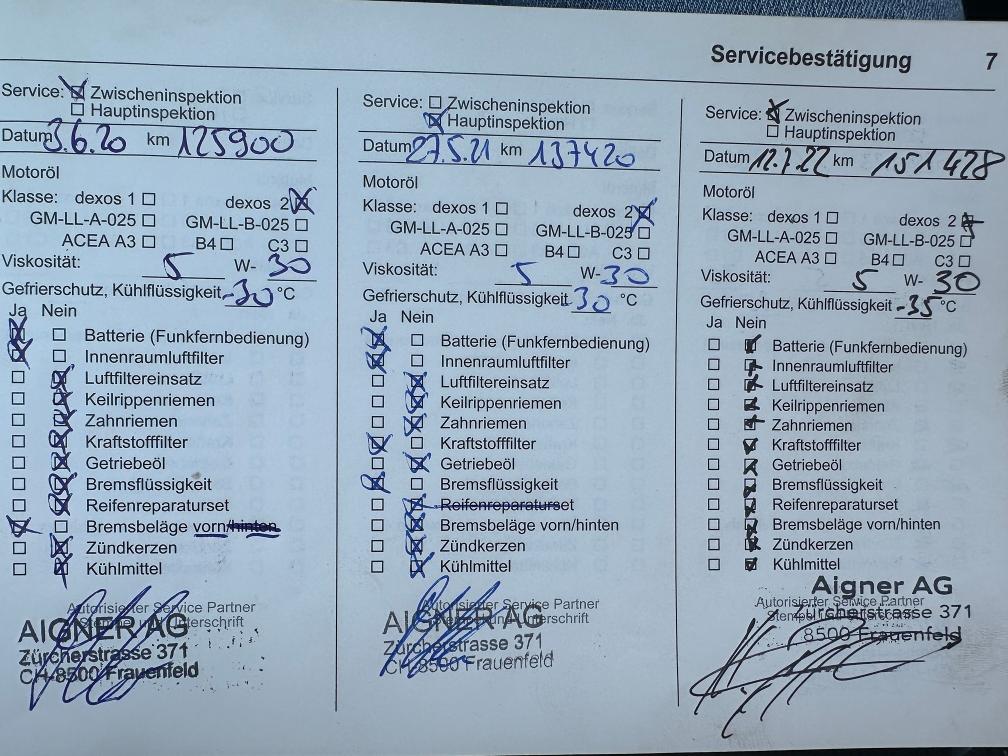 Servicebestätigung 7
Service: Zwischeninspektion
Hauptinspektion
Datum 3.6.20 km 125900
Motoröl
Klasse: dexos 1 dexos 2
GM-LL-A-025 GM-LL-B-025
ACEA A3 B4 C3
Viskosität: 5 W- 30
Gefrierschutz, Kühlflüssigkeit -30 °C
Ja Nein
Batterie (Funkfernbedienung)
Innenraumluftfilter
Luftfiltereinsatz
Keilrippenriemen
Zahnriemen
Kraftstofffilter
Getriebeöl
Bremsflüssigkeit
Reifenreparaturset
Bremsbeläge vorn/hinten
Zündkerzen
Kühlmittel
Autorisierter Service Partner
Stempel und Unterschrift
AIGNER AG
Zürcherstrasse 371
CH-8500 Frauenfeld
Service: Zwischeninspektion
Hauptinspektion
Datum 27.5.21 km 137420
Motoröl
Klasse: dexos 1 dexos 2
GM-LL-A-025 GM-LL-B-025
ACEA A3 B4 C3
Viskosität: 5 W- 30
Gefrierschutz, Kühlflüssigkeit -30 °C
Ja Nein
Batterie (Funkfernbedienung)
Innenraumluftfilter
Luftfiltereinsatz
Keilrippenriemen
Zahnriemen
Kraftstofffilter
Getriebeöl
Bremsflüssigkeit
Reifenreparaturset
Bremsbeläge vorn/hinten
Zündkerzen
Kühlmittel
Autorisierter Service Partner
AIGNER AG
Zürcherstrasse 371
CH-8500 Frauenfeld
Service: Zwischeninspektion
Hauptinspektion
Datum 12.7.22 km 151428
Motoröl
Klasse: dexos 1 dexos 2
GM-LL-A-025 GM-LL-B-025
ACEA A3 B4 C3
Viskosität: 5 W- 30
Gefrierschutz, Kühlflüssigkeit -35 °C
Ja Nein
Batterie (Funkfernbedienung)
Innenraumluftfilter
Luftfiltereinsatz
Keilrippenriemen
Zahnriemen
Kraftstofffilter
Getriebeöl
Bremsflüssigkeit
Reifenreparaturset
Bremsbeläge vorn/hinten
Zündkerzen
Kühlmittel
Aigner AG
Autorisierter Service Partner
Zürcherstrasse 371
Stempel und Unterschrift
8500 Frauenfeld